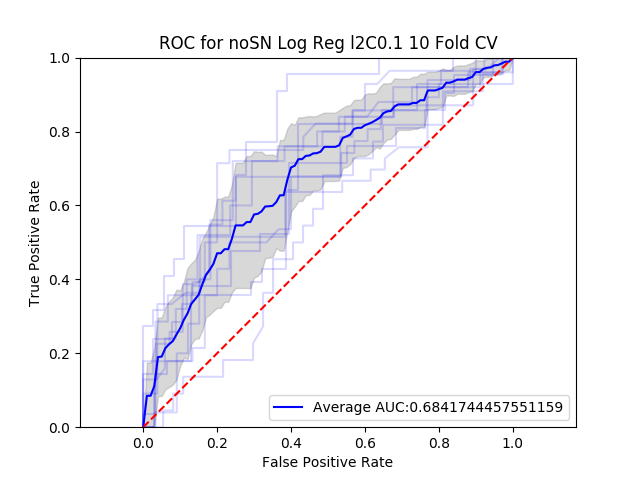 ROC for noSN Log Reg l2C0.1 10 Fold CV
True Positive Rate
1.0
0.8
0.6
0.4
0.2
0.0
Average AUC:0.6841744457551159
0.0 0.2 0.4 0.6 0.8 1.0
False Positive Rate